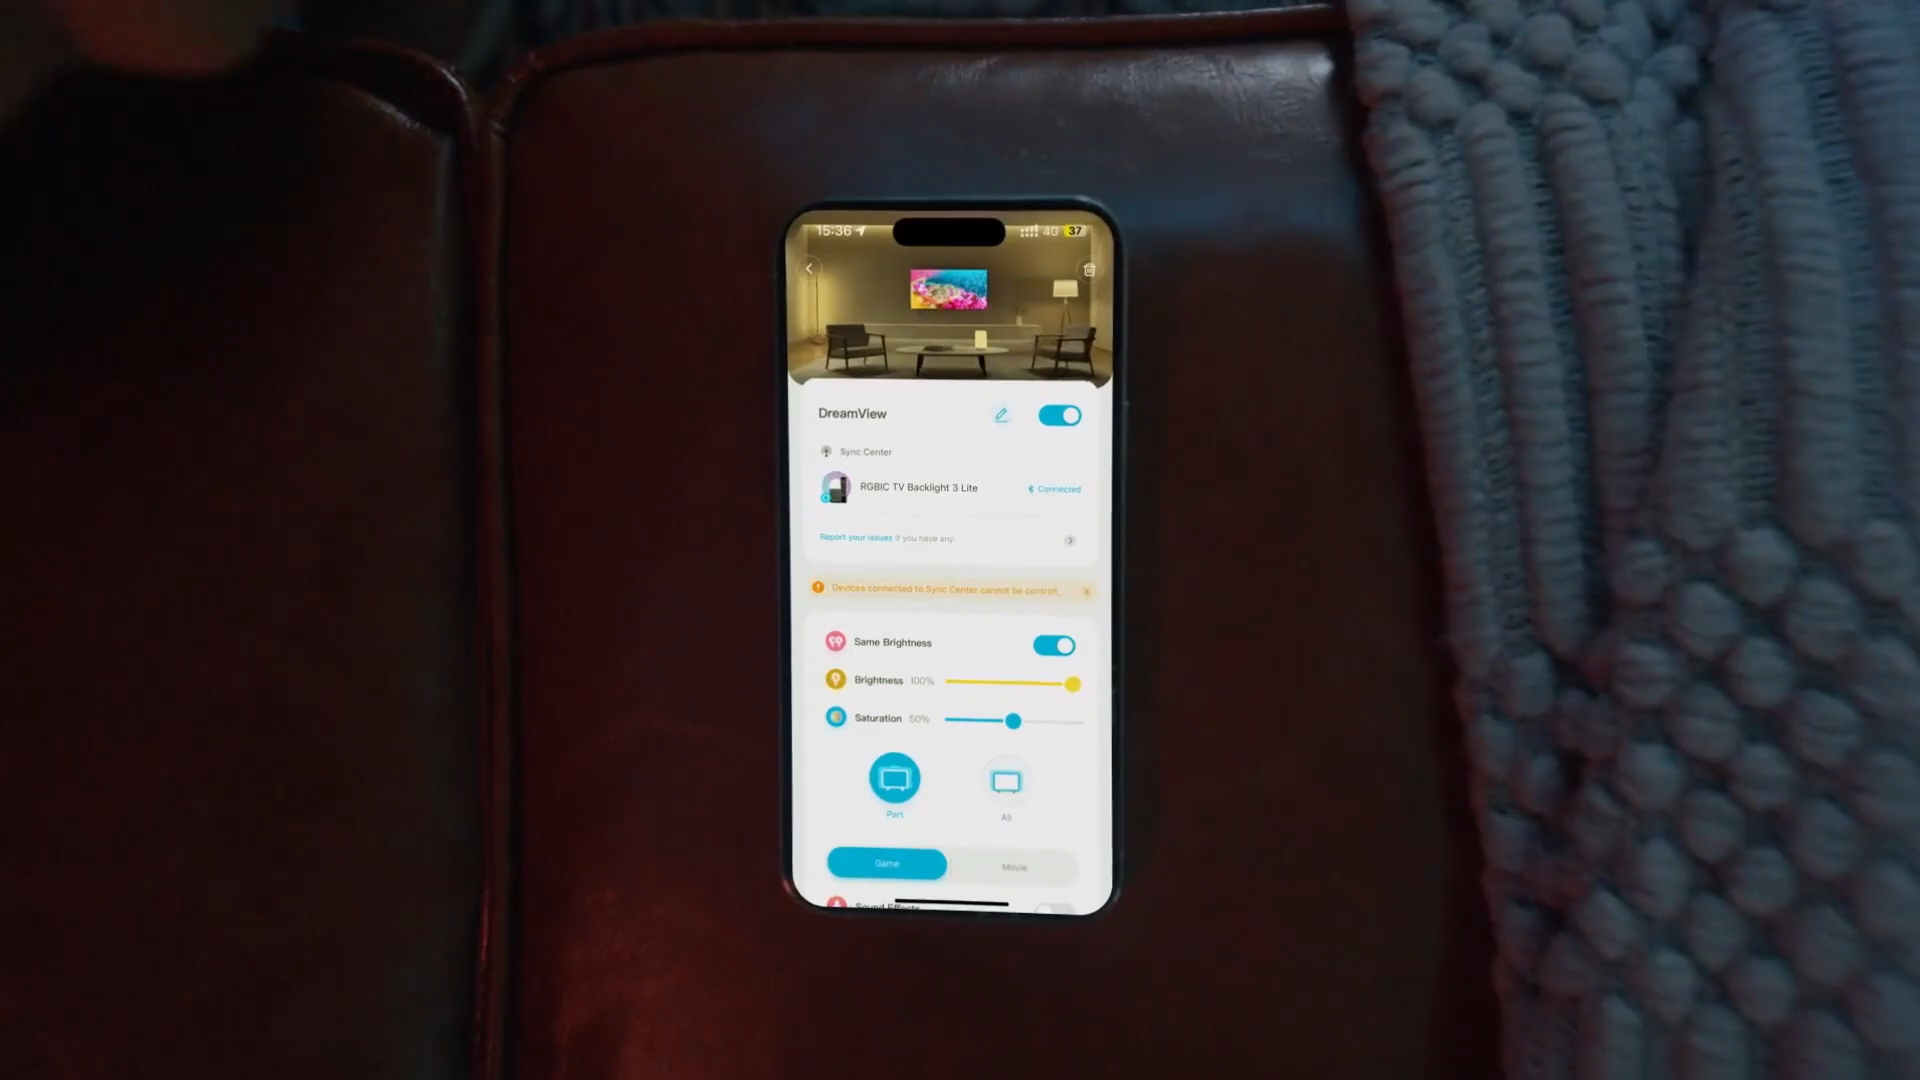 15:36 4G 37
DreamView
Sync Center
RGBIC TV Backlight 3 Lite Connected
Report your issues if you have any.
Devices connected to Sync Center cannot be controll...
Same Brightness
Brightness 100%
Saturation 50%
Part All
Game Movie
Sound Effects